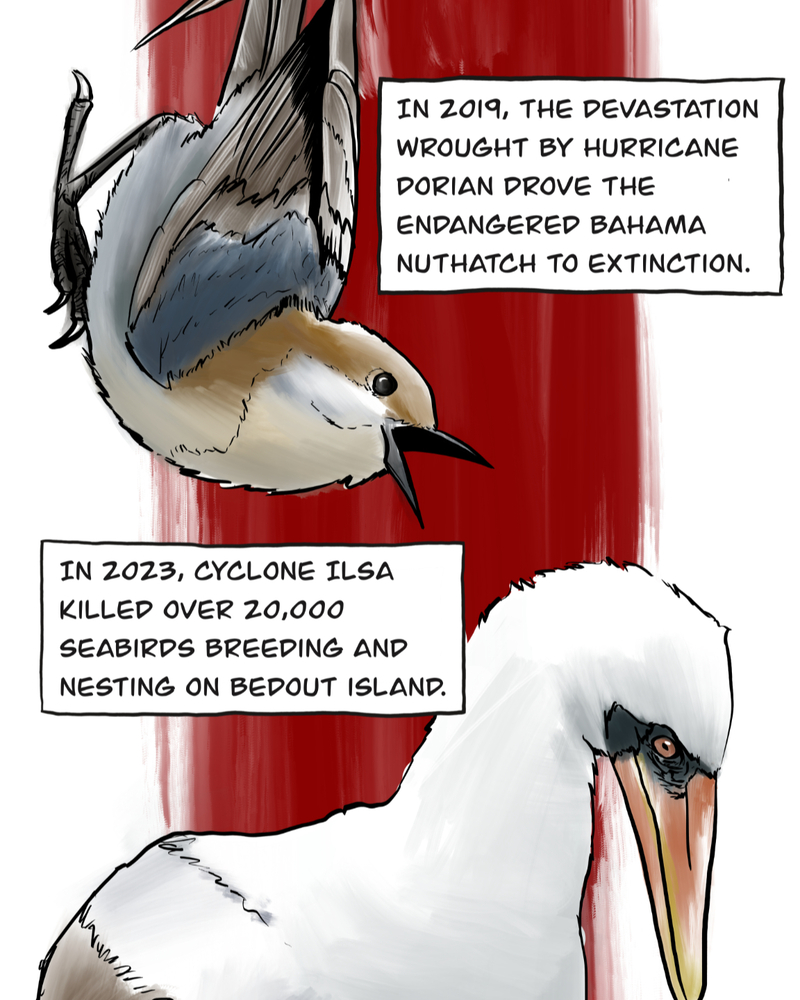 IN 2019, THE DEVASTATION
WROUGHT BY HURRICANE
DORIAN DROVE THE
ENDANGERED BAHAMA
NUTHATCH TO EXTINCTION.
IN 2023, CYCLONE ILSA
KILLED OVER 20,000
SEABIRDS BREEDING AND
NESTING ON BEDOUT ISLAND.